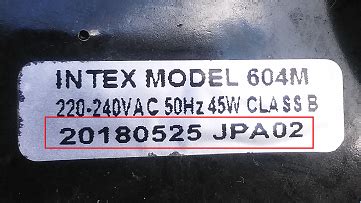 INTEX MODEL 604M
220-240VAC 50Hz 45W CLASS B
20180525 JPA02